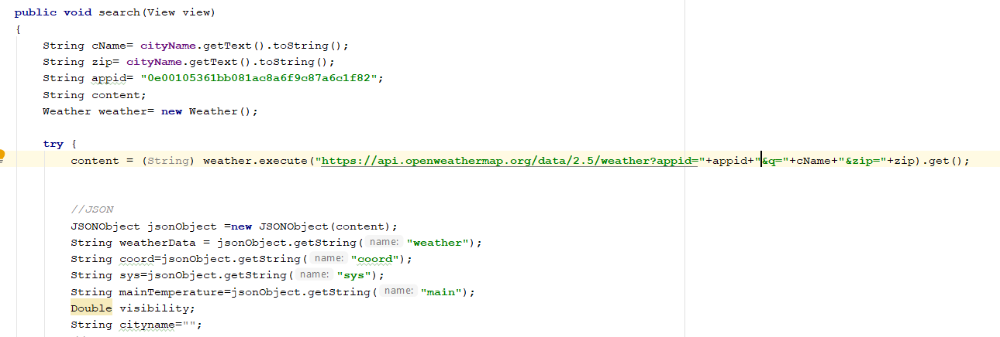 public void search(View view)
{
String cName= cityName.getText().toString();
String zip= cityName.getText().toString();
String appid= "0e00105361bb081ac8a6f9c87a6c1f82";
String content;
Weather weather= new Weather();
try {
content = (String) weather.execute("https://api.openweathermap.org/data/2.5/weather?appid="+appid+"&q="+cName+"&zip="+zip).get();
//JSON
JSONObject jsonObject =new JSONObject(content);
String weatherData = jsonObject.getString( name: "weather");
String coord=jsonObject.getString( name: "coord");
String sys=jsonObject.getString( name: "sys");
String mainTemperature=jsonObject.getString( name: "main");
Double visibility;
String cityname="";